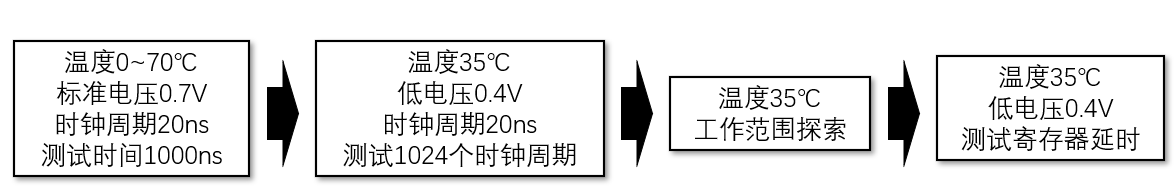 温度0~70℃
标准电压0.7V
时钟周期20ns
测试时间1000ns
温度35℃
低电压0.4V
时钟周期20ns
测试1024个时钟周期
温度35℃
工作范围探索
温度35℃
低电压0.4V
测试寄存器延时